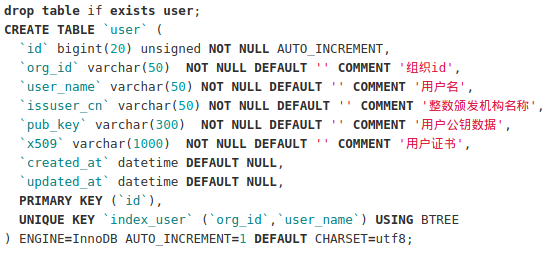 drop table if exists user;
CREATE TABLE `user` (
  `id` bigint(20) unsigned NOT NULL AUTO_INCREMENT,
  `org_id` varchar(50)  NOT NULL DEFAULT '' COMMENT '组织id',
  `user_name` varchar(50) NOT NULL DEFAULT '' COMMENT '用户名',
  `issuser_cn` varchar(50) NOT NULL DEFAULT '' COMMENT '整数颁发机构名称',
  `pub_key` varchar(300)  NOT NULL DEFAULT '' COMMENT '用户公钥数据',
  `x509` varchar(1000)  NOT NULL DEFAULT '' COMMENT '用户证书',
  `created_at` datetime DEFAULT NULL,
  `updated_at` datetime DEFAULT NULL,
  PRIMARY KEY (`id`),
  UNIQUE KEY `index_user` (`org_id`,`user_name`) USING BTREE
) ENGINE=InnoDB AUTO_INCREMENT=1 DEFAULT CHARSET=utf8;